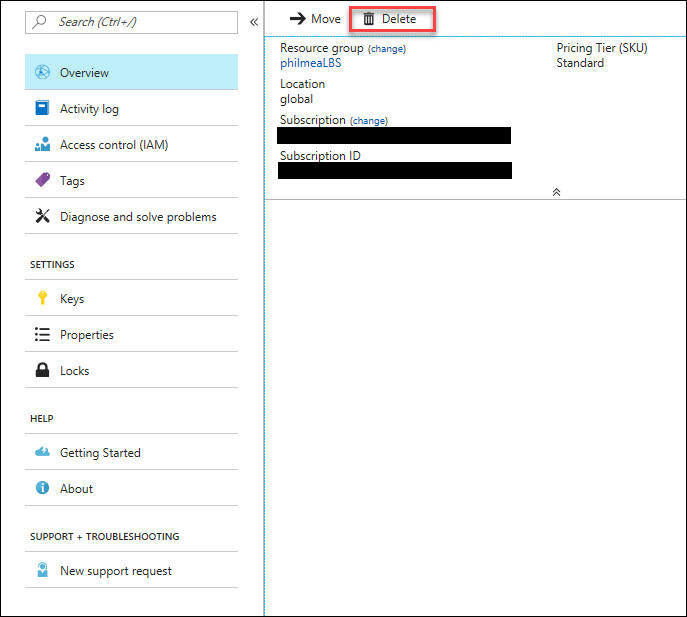 Search (Ctrl+/)
Overview
Activity log
Access control (IAM)
Tags
Diagnose and solve problems
SETTINGS
Keys
Properties
Locks
HELP
Getting Started
About
SUPPORT + TROUBLESHOOTING
New support request
Move Delete
Resource group (change)
philmeaLBS
Location
global
Subscription (change)
Subscription ID
Pricing Tier (SKU)
Standard